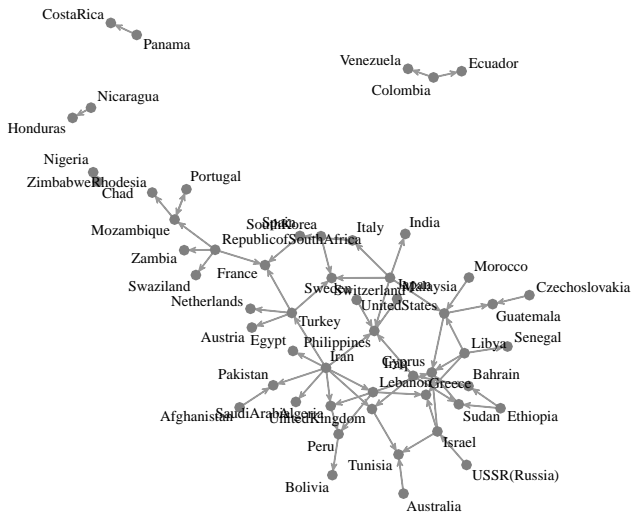 CostaRica
Panama
Venezuela
Ecuador
Colombia
Nicaragua
Honduras
Nigeria
ZimbabweRhodesia
Portugal
Chad
Mozambique
Spain
SouthKorea
Italy
India
RepublicofSouthAfrica
Zambia
France
Swaziland
Sweden
Switzerland
Japan
Malaysia
Morocco
Czechoslovakia
Netherlands
UnitedStates
Guatemala
Turkey
Austria
Egypt
Philippines
Libya
Senegal
Iran
Iraq
Cyprus
Pakistan
Lebanon
Greece
Bahrain
Afghanistan
SaudiArabia
Algeria
UnitedKingdom
Sudan
Ethiopia
Peru
Israel
Tunisia
Bolivia
USSR(Russia)
Australia